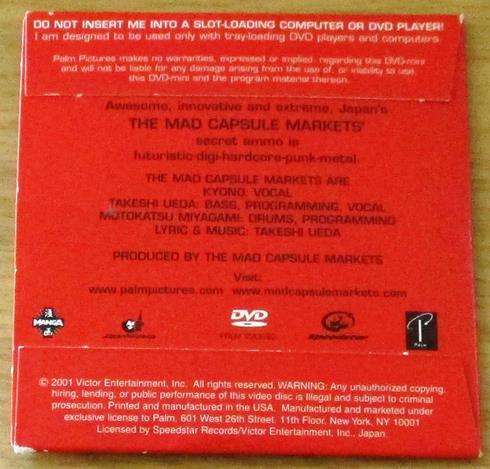 DO NOT INSERT ME INTO A SLOT-LOADING COMPUTER OR DVD PLAYER!
I am designed to be used only with tray-loading DVD players and computers.
Palm Pictures makes no warranties, expressed or implied, regarding this DVD-mini
and will not be liable for any damage arising from the use of, or inability to use,
this DVD-mini and the program material thereon.
Awesome, innovative and extreme, Japan's
THE MAD CAPSULE MARKETS'
secret ammo is
futuristic-digi-hardcore-punk-metal.
THE MAD CAPSULE MARKETS ARE
KYONO: VOCAL
TAKESHI UEDA: BASS, PROGRAMMING, VOCAL
MOTOKATSU MIYAGAMI: DRUMS, PROGRAMMING
LYRIC & MUSIC: TAKESHI UEDA
PRODUCED BY THE MAD CAPSULE MARKETS
Visit:
www.palmpictures.com www.madcapsulemarkets.com
MANGA DVD Speedstar PALM
VIDEO
© 2001 Victor Entertainment, Inc. All rights reserved. WARNING: Any unauthorized copying,
hiring, lending, or public performance of this video disc is illegal and subject to criminal
prosecution. Printed and manufactured in the USA. Manufactured and marketed under
exclusive license to Palm, 601 West 26th Street, 11th Floor, New York, NY 10001
Licensed by Speedstar Records/Victor Entertainment, Inc., Japan.